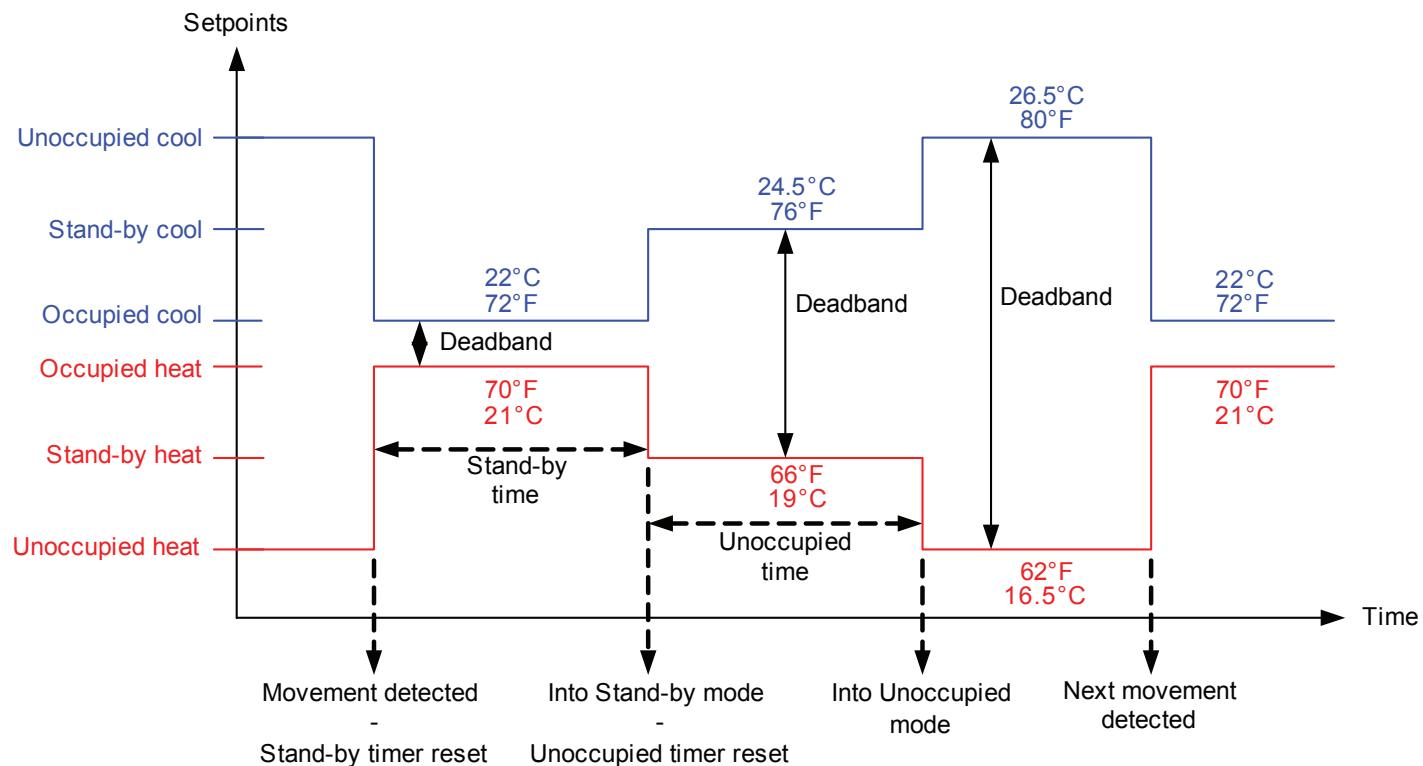 Setpoints
26.5°C
80°F
Unoccupied cool
24.5°C
76°F
Stand-by cool
22°C
72°F
22°C
72°F
Deadband
Deadband
Occupied cool
Deadband
Occupied heat
70°F
21°C
70°F
21°C
Stand-by heat
Stand-by
time
66°F
19°C
Unoccupied heat
Unoccupied
time
62°F
16.5°C
Time
Movement detected
-
Stand-by timer reset
Into Stand-by mode
-
Unoccupied timer reset
Into Unoccupied
mode
Next movement
detected